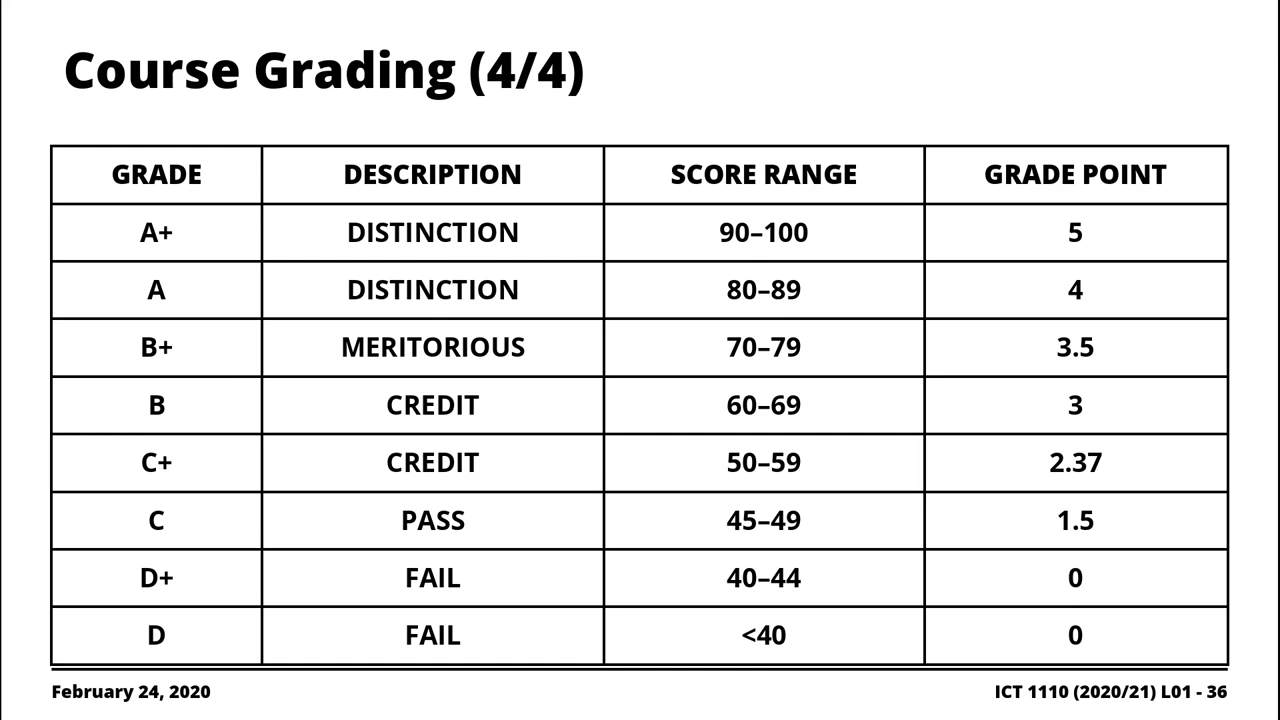 Course Grading (4/4)
GRADE DESCRIPTION SCORE RANGE GRADE POINT
A+ DISTINCTION 90–100 5
A DISTINCTION 80–89 4
B+ MERITORIOUS 70–79 3.5
B CREDIT 60–69 3
C+ CREDIT 50–59 2.37
C PASS 45–49 1.5
D+ FAIL 40–44 0
D FAIL <40 0
February 24, 2020 ICT 1110 (2020/21) L01 - 36